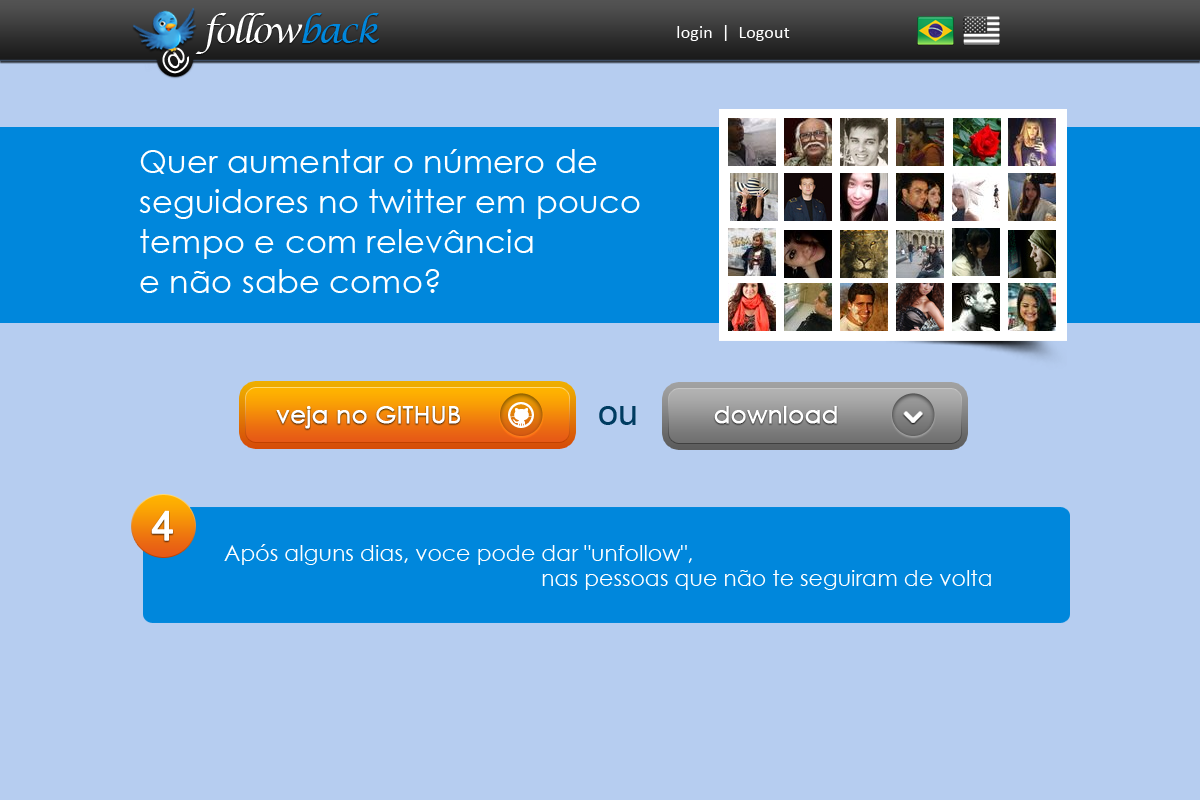 @ followback
login | Logout
Quer aumentar o número de
seguidores no twitter em pouco
tempo e com relevância
e não sabe como?
veja no GITHUB
ou
download
4
Após alguns dias, voce pode dar "unfollow",
nas pessoas que não te seguiram de volta